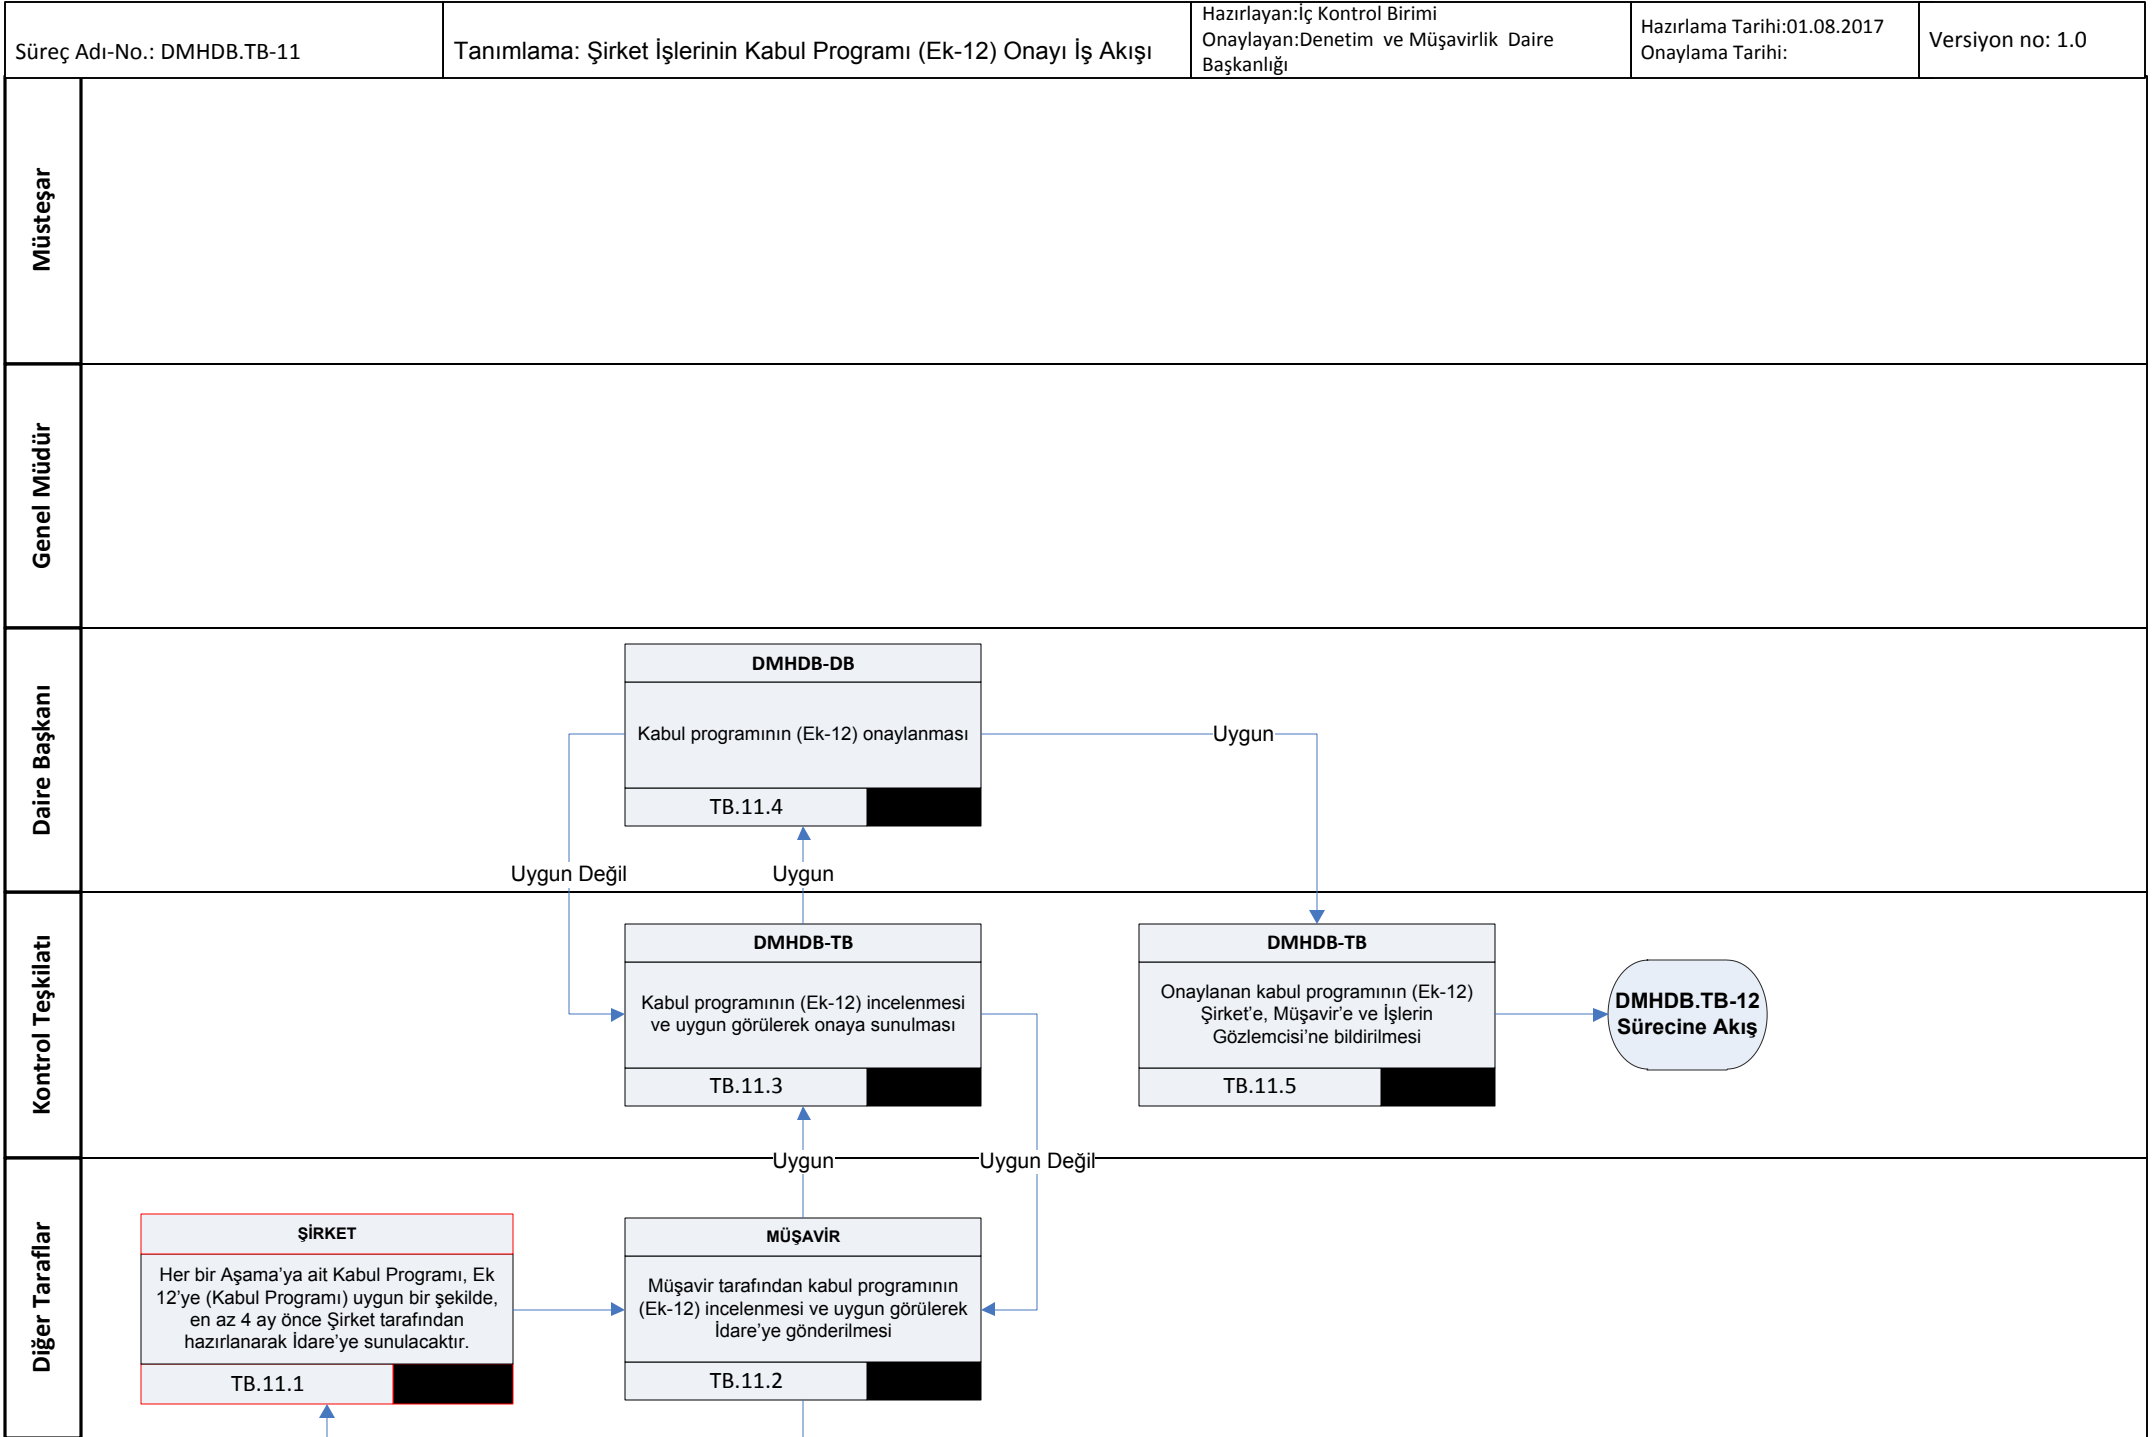 Süreç Adı-No.: DMHDB.TB-11
Tanımlama: Şirket İşlerinin Kabul Programı (Ek-12) Onayı İş Akışı
Hazırlayan:İç Kontrol Birimi
Onaylayan:Denetim ve Müşavirlik Daire
Başkanlığı
Hazırlama Tarihi:01.08.2017
Onaylama Tarihi:
Versiyon no: 1.0
Müsteşar
Genel Müdür
Daire Başkanı
DMHDB-DB
Kabul programının (Ek-12) onaylanması
TB.11.4
Uygun
Uygun Değil
Uygun
Kontrol Teşkilatı
DMHDB-TB
Kabul programının (Ek-12) incelenmesi
ve uygun görülerek onaya sunulması
TB.11.3
DMHDB-TB
Onaylanan kabul programının (Ek-12)
Şirket’e, Müşavir’e ve İşlerin
Gözlemcisi’ne bildirilmesi
TB.11.5
DMHDB.TB-12
Sürecine Akış
Uygun
Uygun Değil
Diğer Taraflar
ŞİRKET
Her bir Aşama’ya ait Kabul Programı, Ek
12’ye (Kabul Programı) uygun bir şekilde,
en az 4 ay önce Şirket tarafından
hazırlanarak İdare’ye sunulacaktır.
TB.11.1
MÜŞAVİR
Müşavir tarafından kabul programının
(Ek-12) incelenmesi ve uygun görülerek
İdare’ye gönderilmesi
TB.11.2